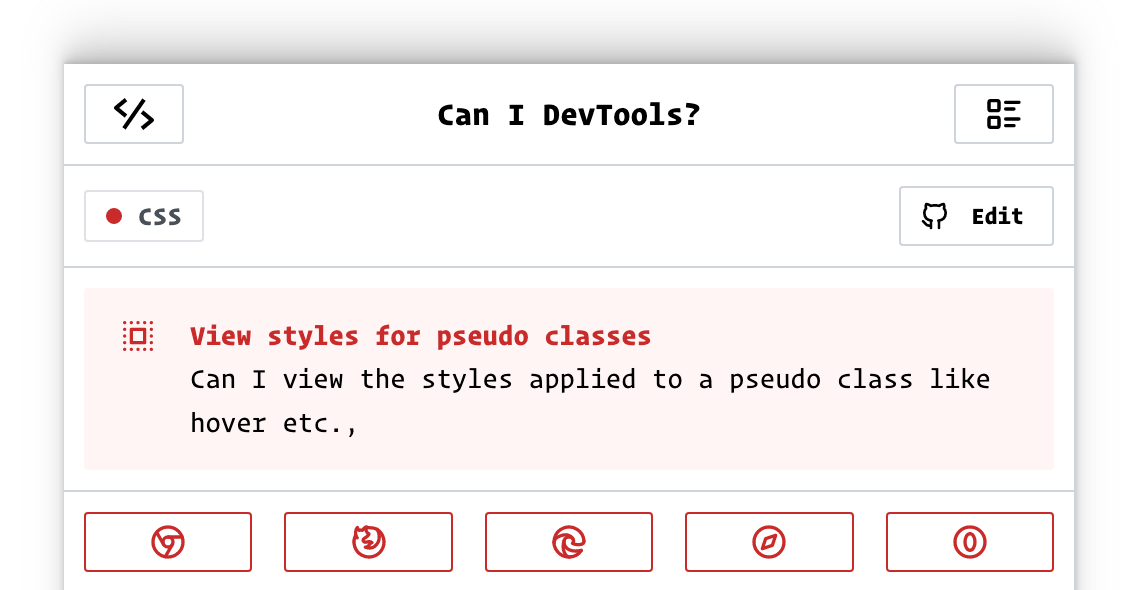 Can I DevTools?
CSS
Edit
View styles for pseudo classes
Can I view the styles applied to a pseudo class like
hover etc.,